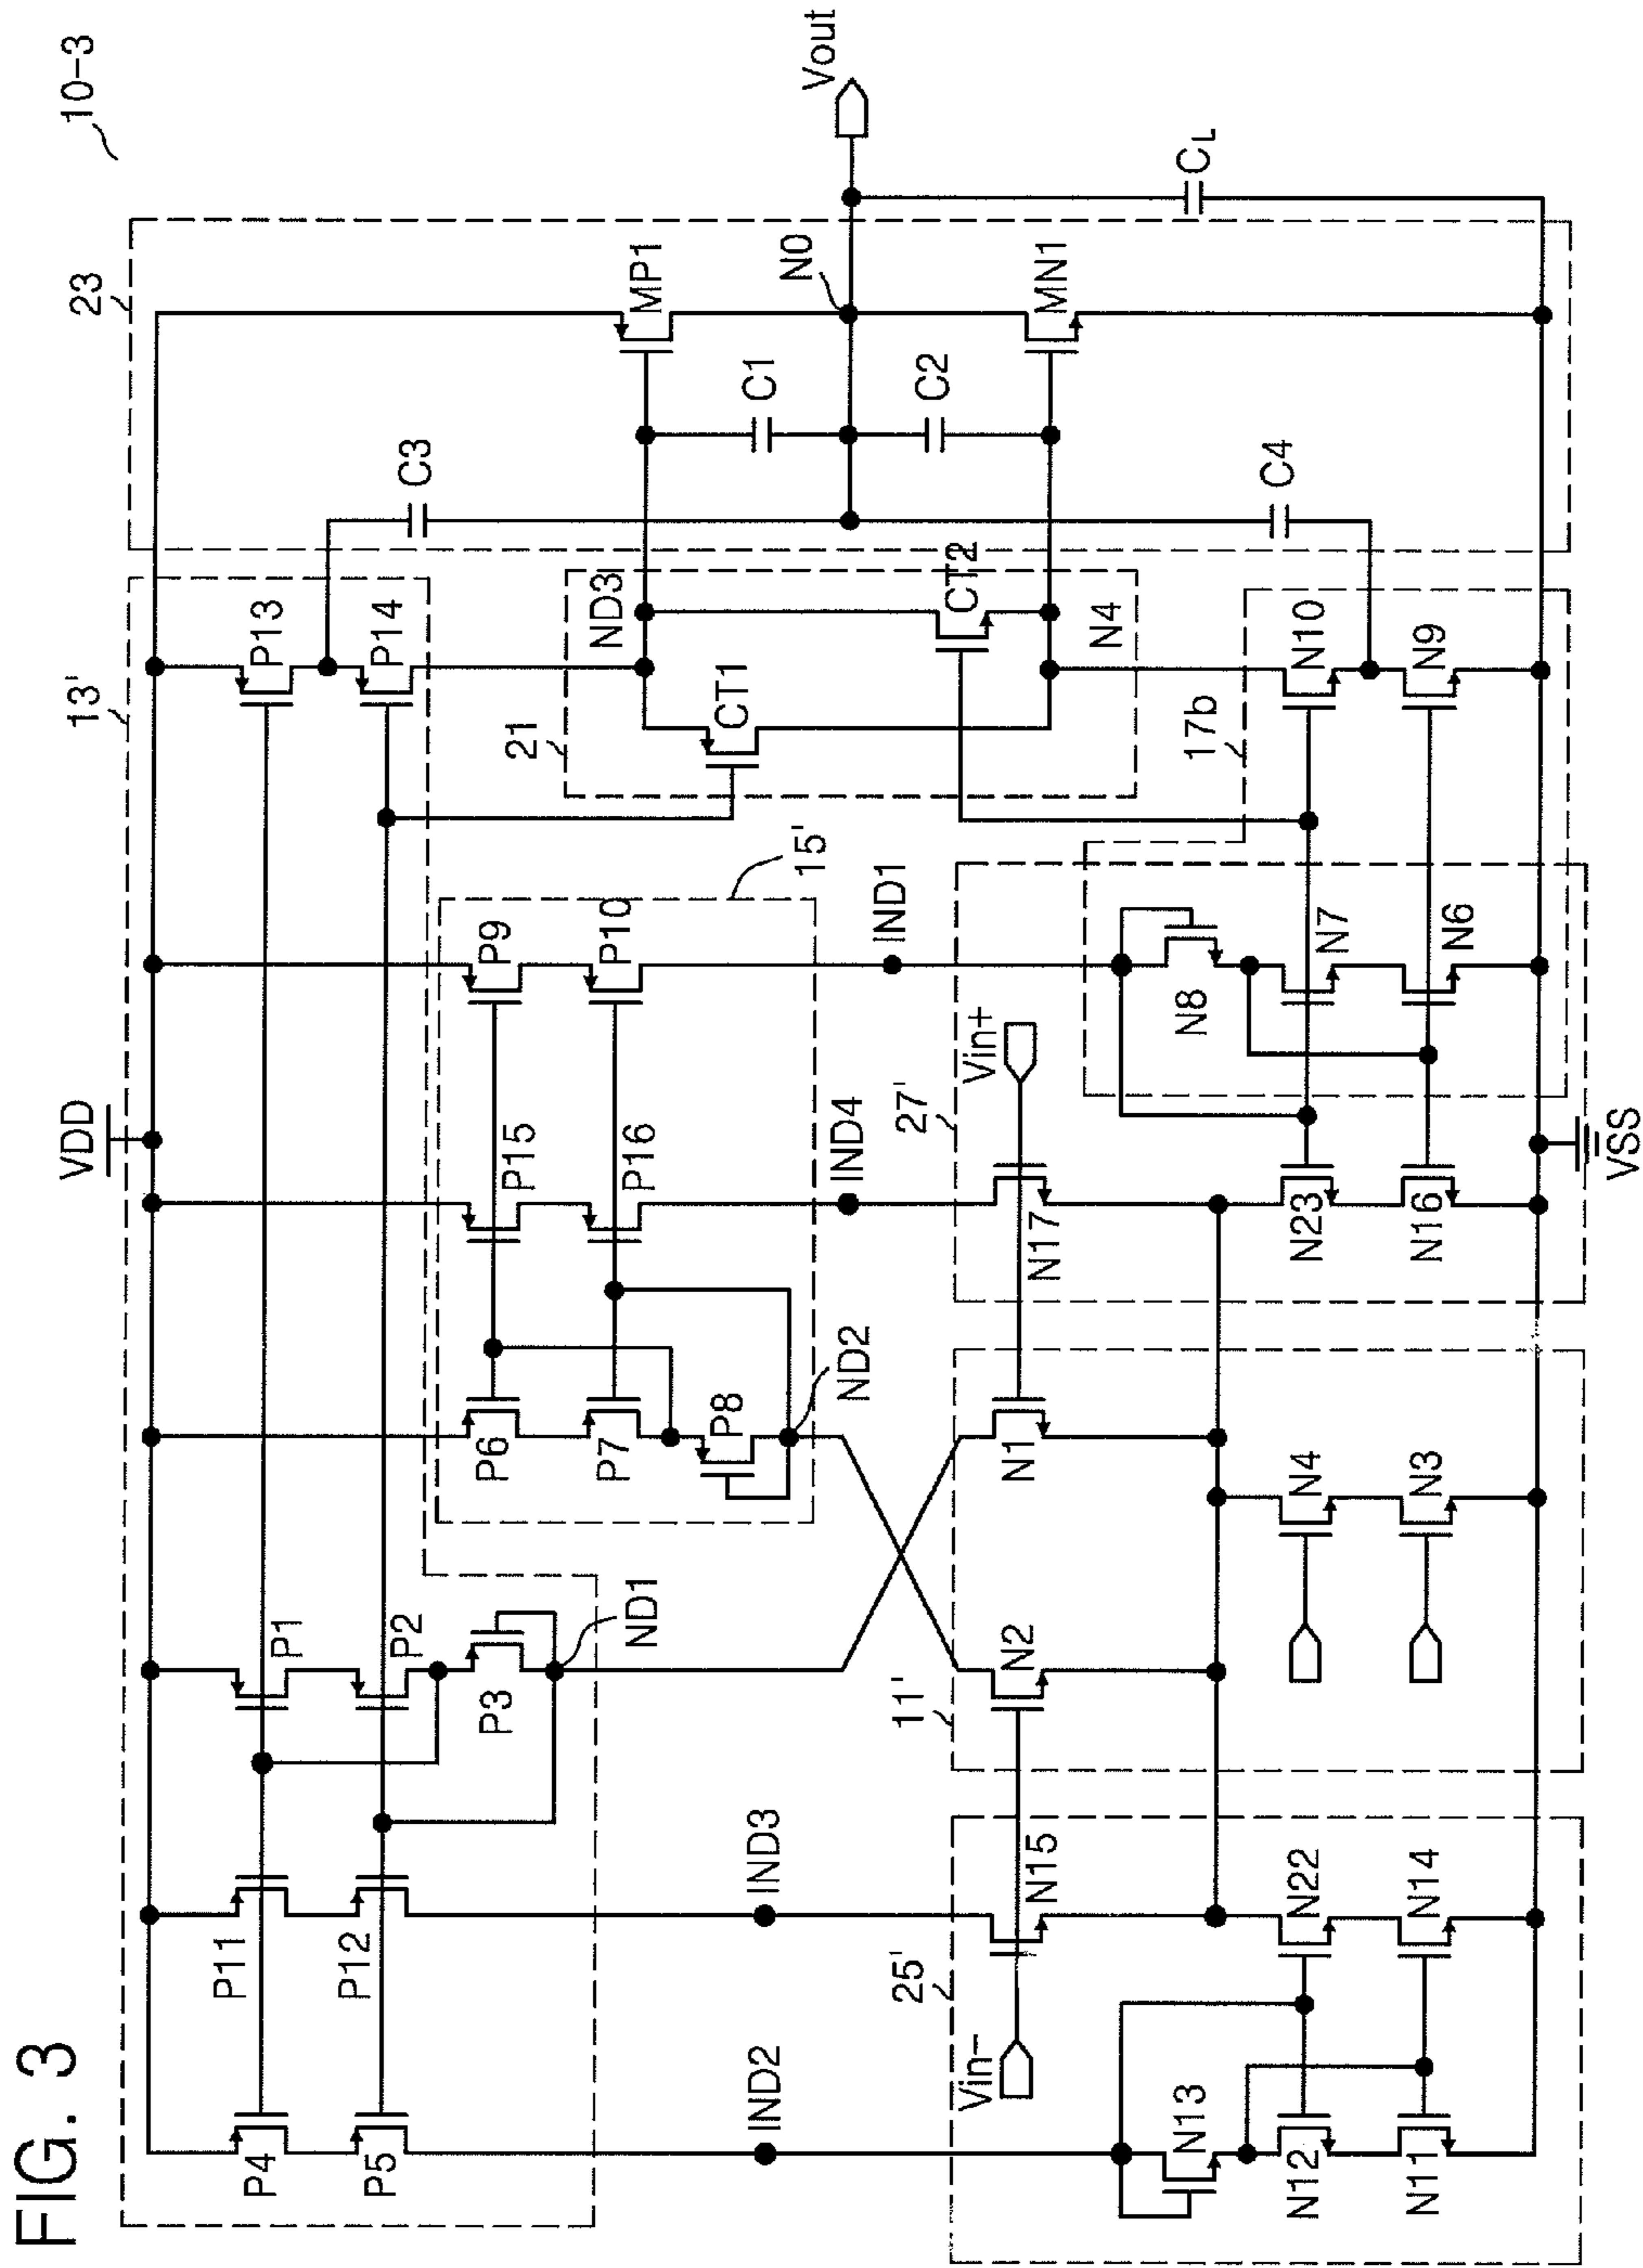 FIG. 3
10-3
VDD
13'
23
P4
P11
P1
P13
P5
P12
P2
P14
P3
ND1
P6
P15
P9
P7
P16
P10
P8
ND2
15'
C3
21
ND3
CT1
CT2
N4
MP1
C1
N0
Vout
C2
MN1
CL
C4
IND2
IND3
IND4
IND1
25'
11'
27'
17b
Vin-
N15
N2
N1
N17
Vin+
N13
N12
N11
N22
N14
N4
N3
N23
N16
N8
N7
N6
N10
N9
VSS